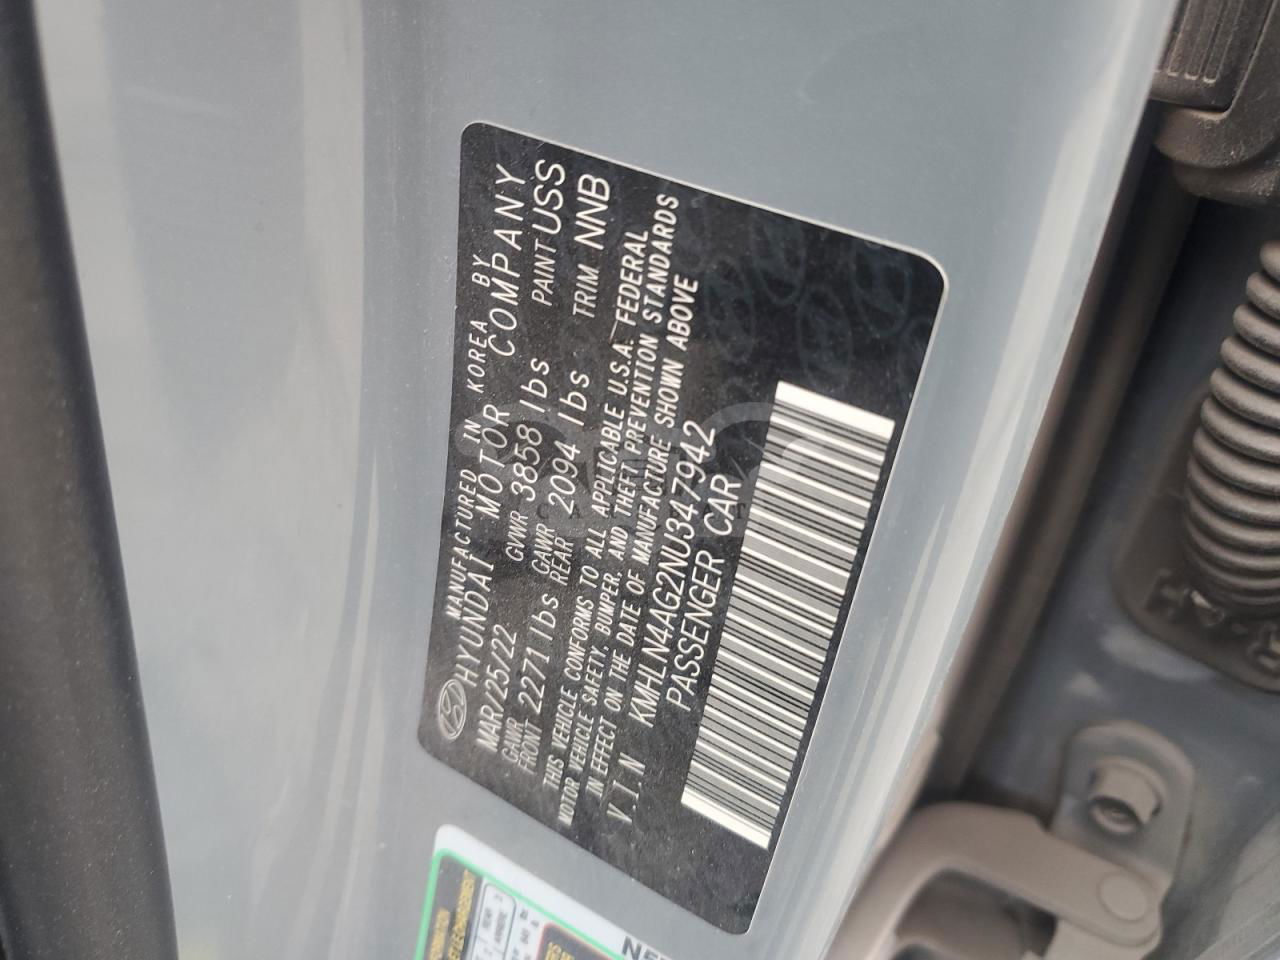 MANUFACTURED IN KOREA BY
HYUNDAI MOTOR COMPANY
MAR/25/22 GVWR 3858 lbs PAINT USS
GAWR FRONT 2271 lbs GAWR REAR 2094 lbs TRIM NNB
THIS VEHICLE CONFORMS TO ALL APPLICABLE U.S.A. FEDERAL
MOTOR VEHICLE SAFETY, BUMPER, AND THEFT PREVENTION STANDARDS
IN EFFECT ON THE DATE OF MANUFACTURE SHOWN ABOVE
V.I.N KMHLN4AG2NU347942
PASSENGER CAR